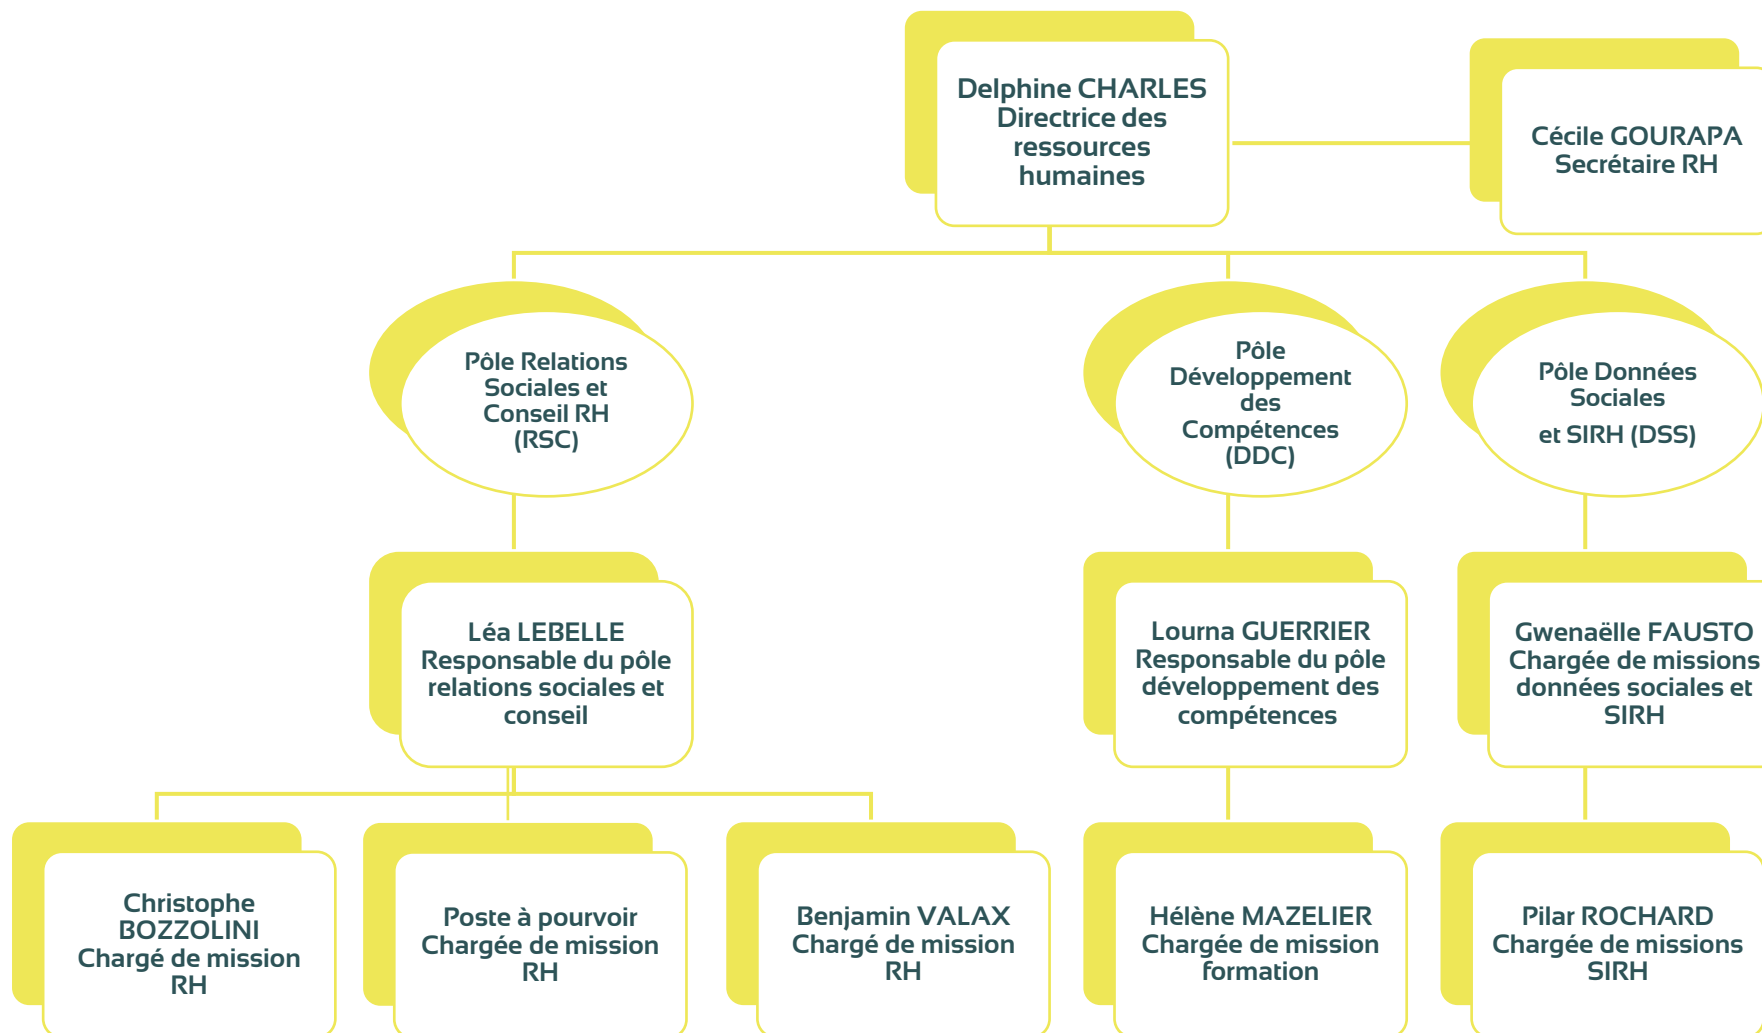 Delphine CHARLES
Directrice des
ressources
humaines
Cécile GOURAPA
Secrétaire RH
Pôle Relations
Sociales et
Conseil RH
(RSC)
Pôle
Développement
des
Compétences
(DDC)
Pôle Données
Sociales
et SIRH (DSS)
Léa LEBELLE
Responsable du pôle
relations sociales et
conseil
Lourna GUERRIER
Responsable du pôle
développement des
compétences
Gwenaëlle FAUSTO
Chargée de missions
données sociales et
SIRH
Christophe
BOZZOLINI
Chargé de mission
RH
Poste à pourvoir
Chargée de mission
RH
Benjamin VALAX
Chargé de mission
RH
Hélène MAZELIER
Chargée de mission
formation
Pilar ROCHARD
Chargée de missions
SIRH